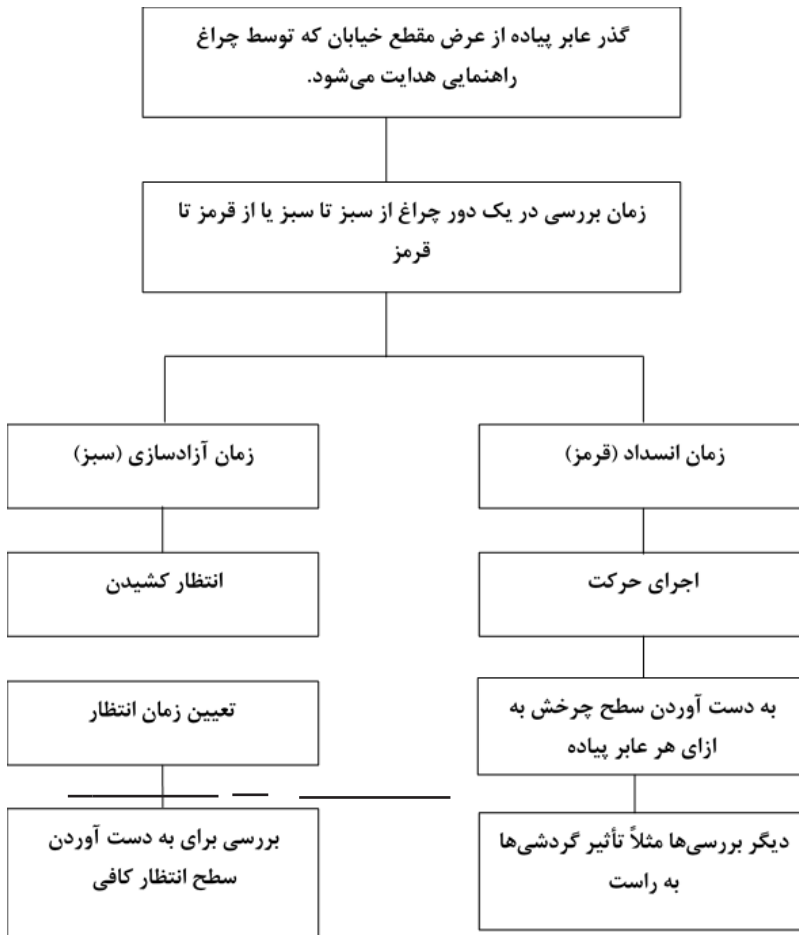 گذر عابر پیاده از عرض مقطع خیابان که توسط چراغ
راهنمایی هدایت می‌شود.
زمان بررسی در یک دور چراغ از سبز تا سبز یا از قرمز تا
قرمز
زمان انسداد (قرمز)
زمان آزادسازی (سبز)
اجرای حرکت
انتظار کشیدن
به دست آوردن سطح چرخش به
ازای هر عابر پیاده
تعیین زمان انتظار
دیگر بررسی‌ها مثلاً تأثیر گردشی‌ها
به راست
بررسی برای به دست آوردن
سطح انتظار کافی